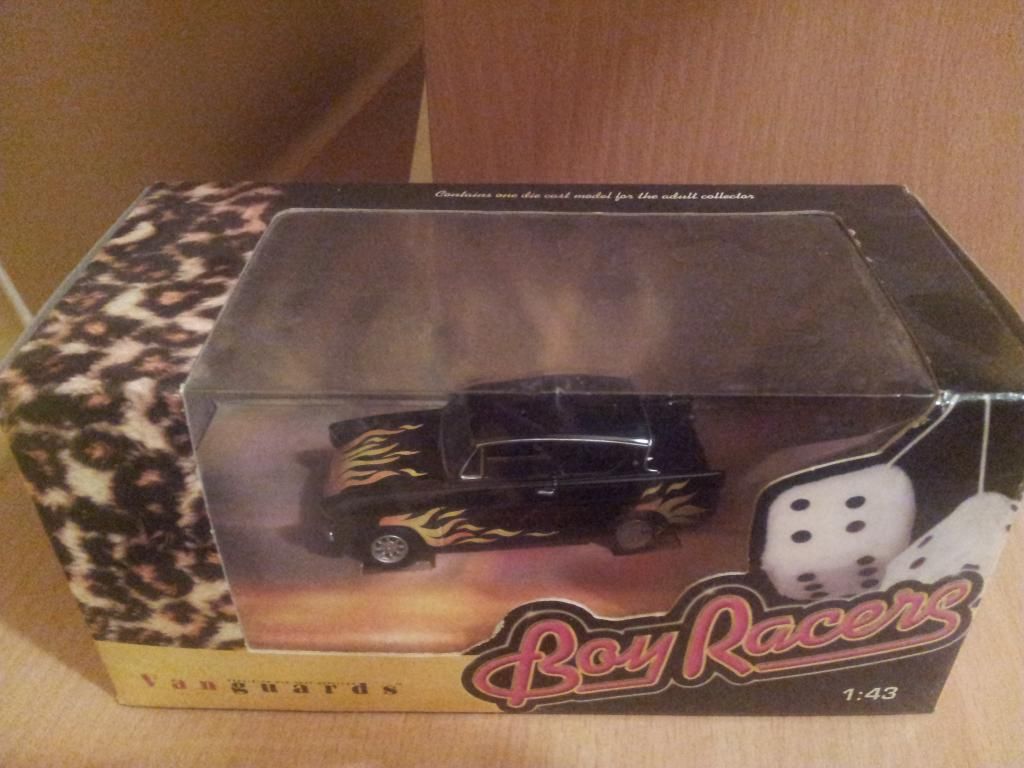 Contains one die cast model for the adult collector
Boy Racers
Vanguards
1:43